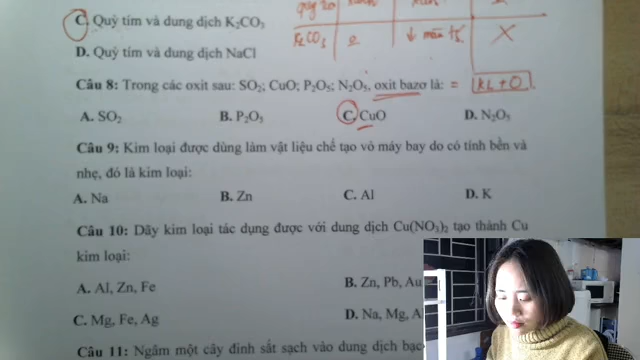 quỳ tím
C. Quỳ tím và dung dịch K₂CO₃
K₂CO₃ ↓ X
D. Quỳ tím và dung dịch NaCl
Câu 8: Trong các oxit sau: SO₂; CuO; P₂O₅; N₂O₅, oxit bazơ là: = KL + O
A. SO₂ B. P₂O₅ C. CuO D. N₂O₅
Câu 9: Kim loại được dùng làm vật liệu chế tạo vỏ máy bay do có tính bền và
nhẹ, đó là kim loại:
A. Na B. Zn C. Al D. K
Câu 10: Dãy kim loại tác dụng được với dung dịch Cu(NO₃)₂ tạo thành Cu
kim loại:
A. Al, Zn, Fe B. Zn, Pb, Au
C. Mg, Fe, Ag D. Na, Mg, A
Câu 11: Ngâm một cây đinh sắt sạch vào dung dịch bạc